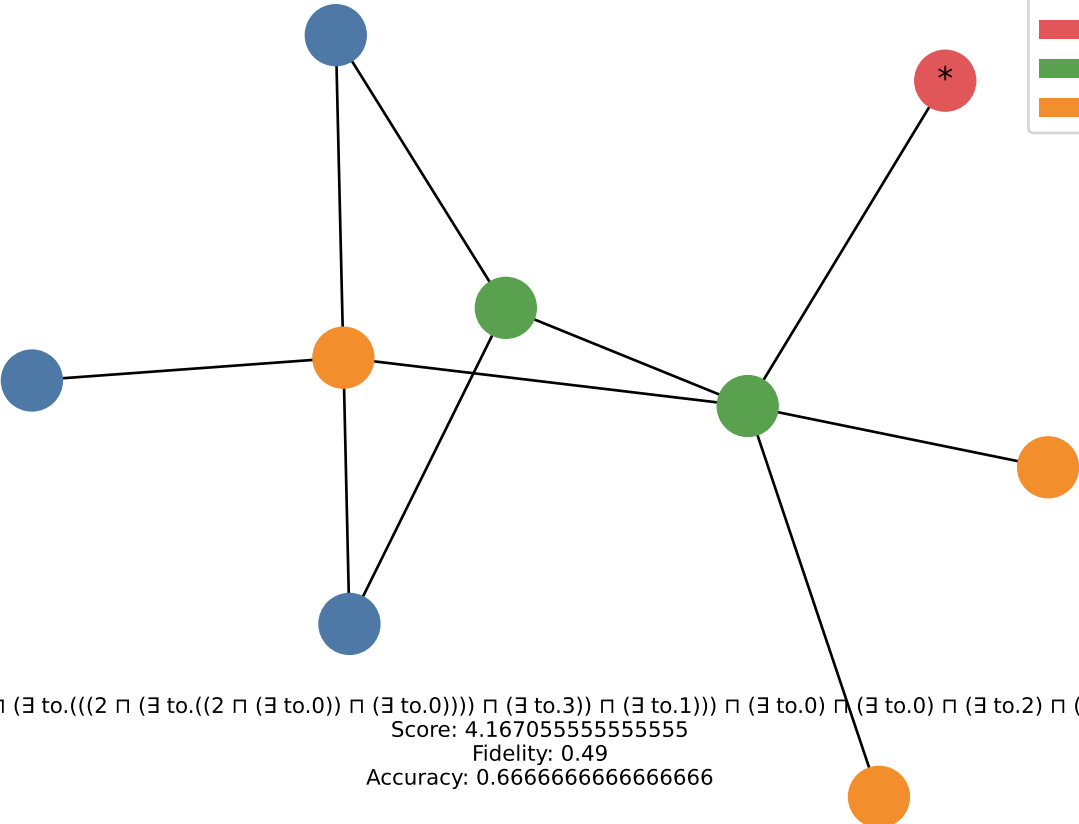 *
⊓ (∃ to.(((2 ⊓ (∃ to.((2 ⊓ (∃ to.0)) ⊓ (∃ to.0)))) ⊓ (∃ to.3)) ⊓ (∃ to.1))) ⊓ (∃ to.0) ⊓ (∃ to.0) ⊓ (∃ to.2) ⊓ (
Score: 4.167055555555555
Fidelity: 0.49
Accuracy: 0.6666666666666666